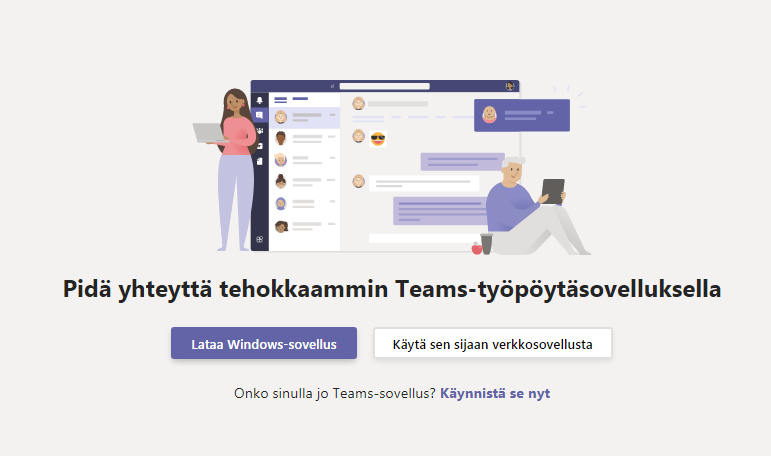 Pidä yhteyttä tehokkaammin Teams-työpöytäsovelluksella
Lataa Windows-sovellus
Käytä sen sijaan verkkosovellusta
Onko sinulla jo Teams-sovellus? Käynnistä se nyt